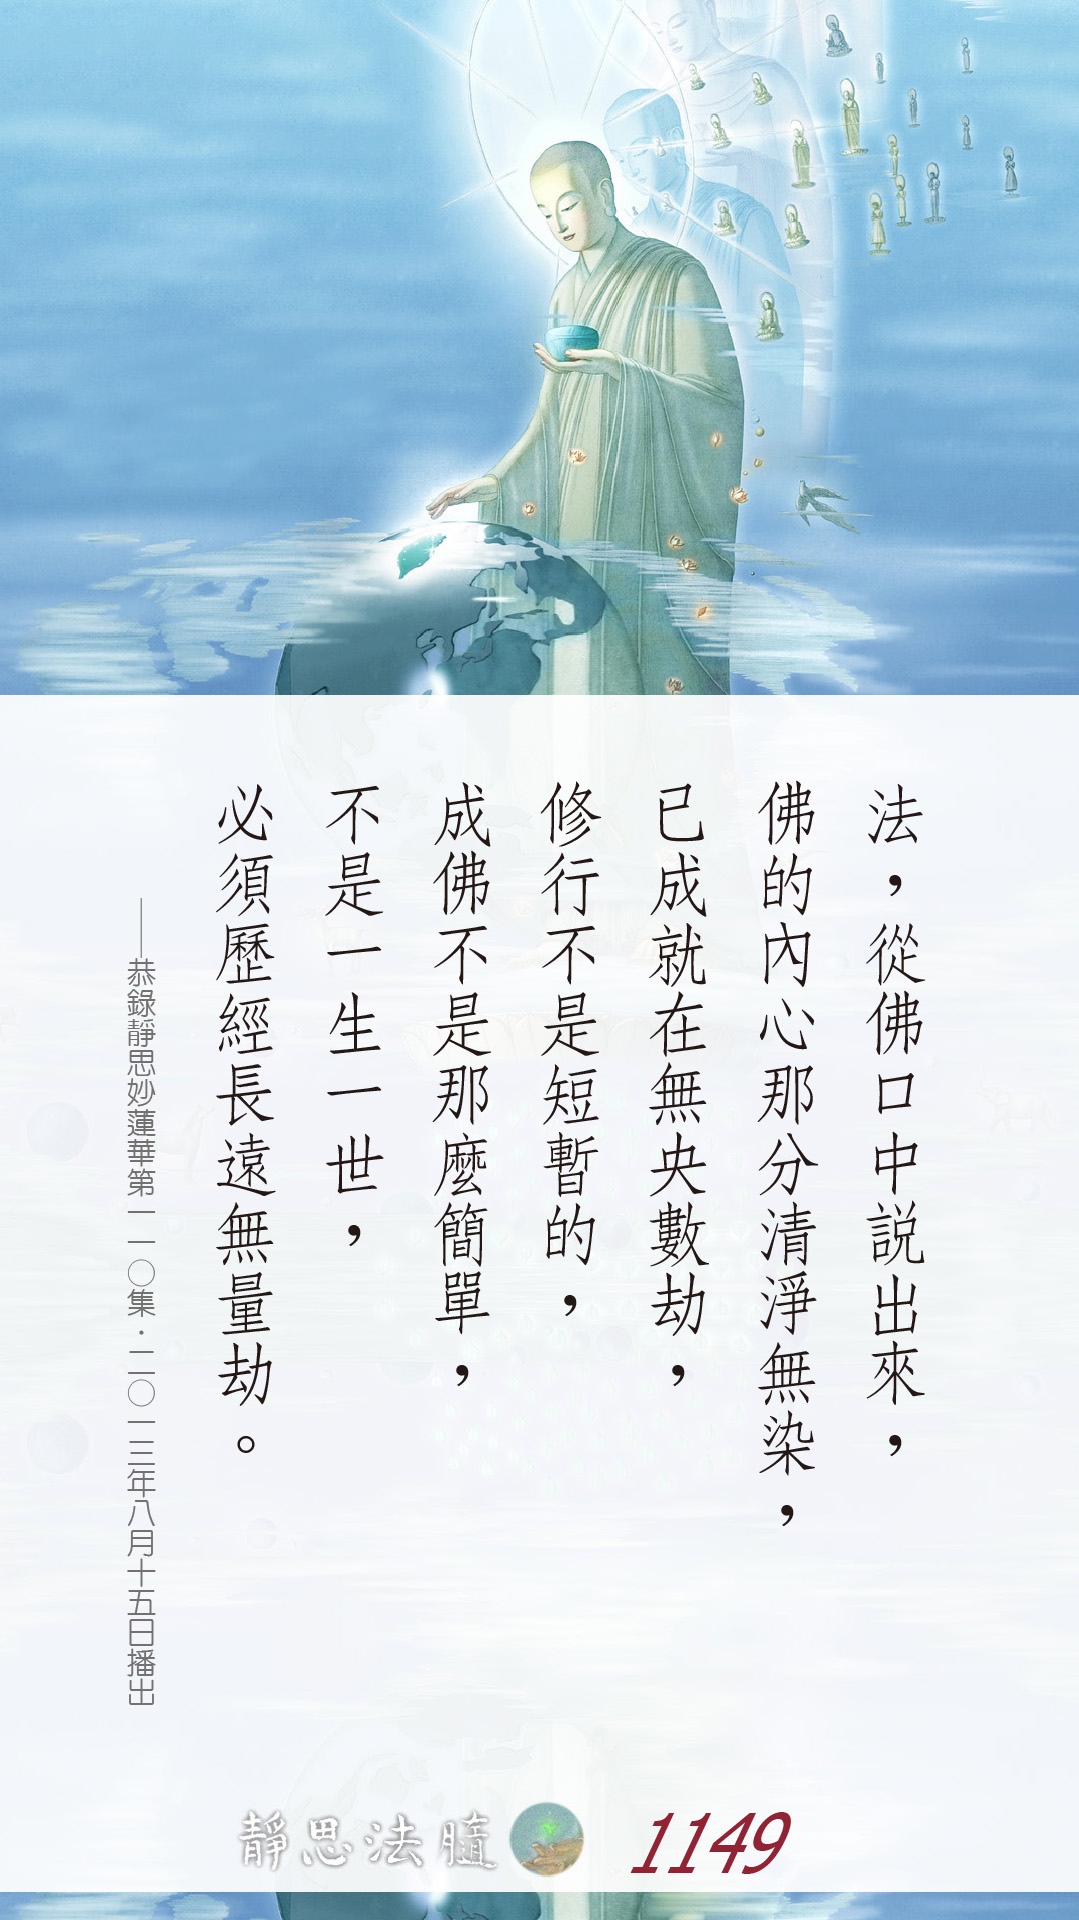 法，從佛口中説出來，
佛的內心那分清淨無染，
已成就在無央數劫，
修行不是短暫的，
成佛不是那麼簡單，
不是一生一世，
必須歷經長遠無量劫。
──恭錄靜思妙蓮華第一一〇集．二〇一三年八月十五日播出
靜思法髓
1149